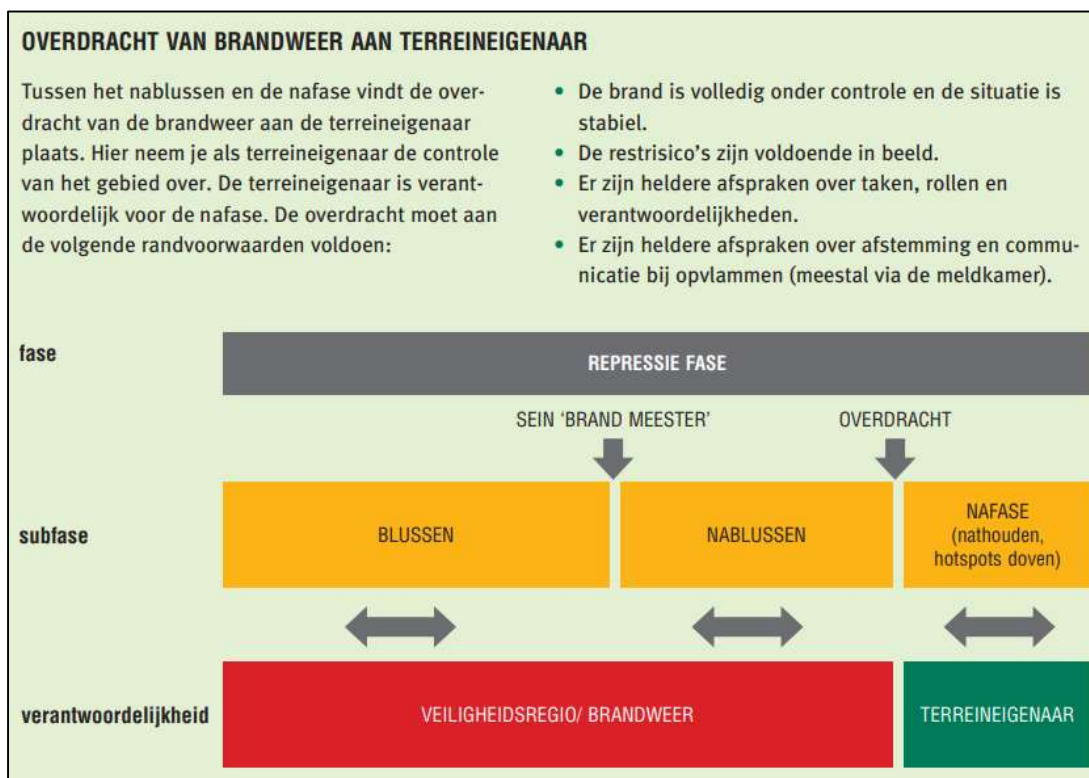 OVERDRACHT VAN BRANDWEER AAN TERREINEIGENAAR
Tussen het nablussen en de nafase vindt de over-
dracht van de brandweer aan de terreineigenaar
plaats. Hier neem je als terreineigenaar de controle
van het gebied over. De terreineigenaar is verant-
woordelijk voor de nafase. De overdracht moet aan
de volgende randvoorwaarden voldoen:
• De brand is volledig onder controle en de situatie is
stabiel.
• De restrisico's zijn voldoende in beeld.
• Er zijn heldere afspraken over taken, rollen en
verantwoordelijkheden.
• Er zijn heldere afspraken over afstemming en commu-
nicatie bij opvlammen (meestal via de meldkamer).
fase
REPRESSIE FASE
SEIN ‘BRAND MEESTER’
OVERDRACHT
subfase
BLUSSEN
NABLUSSEN
NAFASE
(nathouden,
hotspots doven)
verantwoordelijkheid
VEILIGHEIDSREGIO/ BRANDWEER
TERREINEIGENAAR